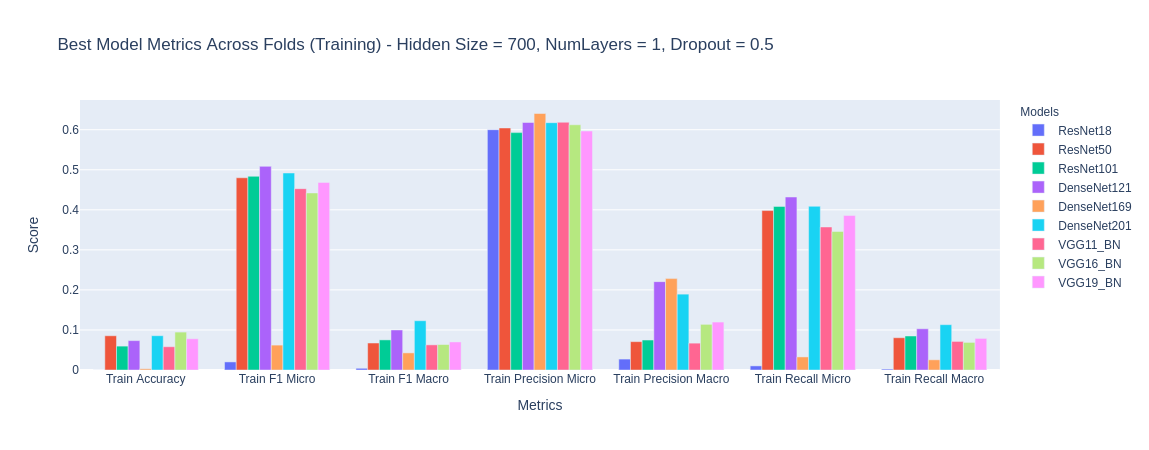 Best Model Metrics Across Folds (Training) - Hidden Size = 700, NumLayers = 1, Dropout = 0.5
Models
ResNet18
ResNet50
ResNet101
DenseNet121
DenseNet169
DenseNet201
VGG11_BN
VGG16_BN
VGG19_BN
Score
0.6
0.5
0.4
0.3
0.2
0.1
0
Train Accuracy Train F1 Micro Train F1 Macro Train Precision Micro Train Precision Macro Train Recall Micro Train Recall Macro
Metrics